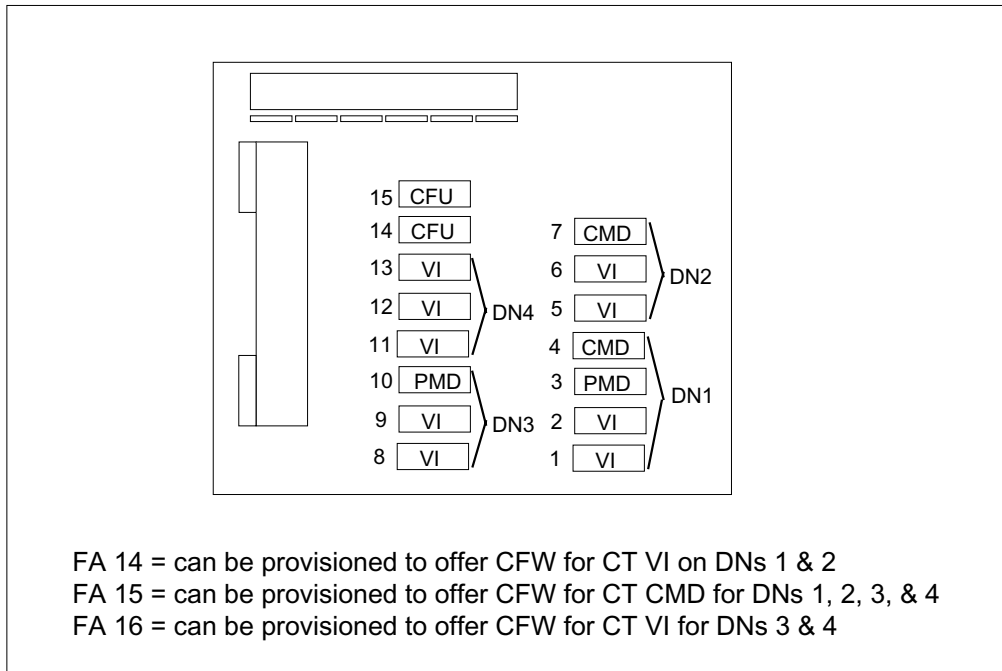 15 CFU
14 CFU 7 CMD
13 VI 6 VI DN2
12 VI DN4 5 VI
11 VI 4 CMD
10 PMD 3 PMD DN1
9 VI DN3 2 VI
8 VI 1 VI
FA 14 = can be provisioned to offer CFW for CT VI on DNs 1 & 2
FA 15 = can be provisioned to offer CFW for CT CMD for DNs 1, 2, 3, & 4
FA 16 = can be provisioned to offer CFW for CT VI for DNs 3 & 4